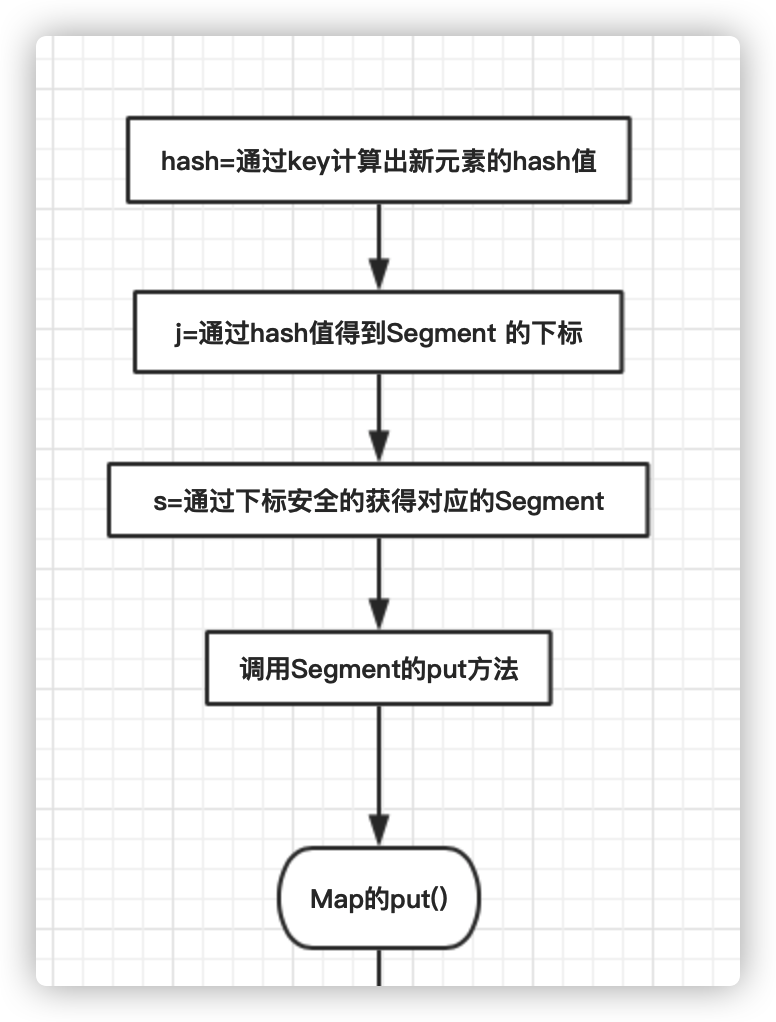 hash=通过key计算出新元素的hash值
j=通过hash值得到Segment 的下标
s=通过下标安全的获得对应的Segment
调用Segment的put方法
Map的put()